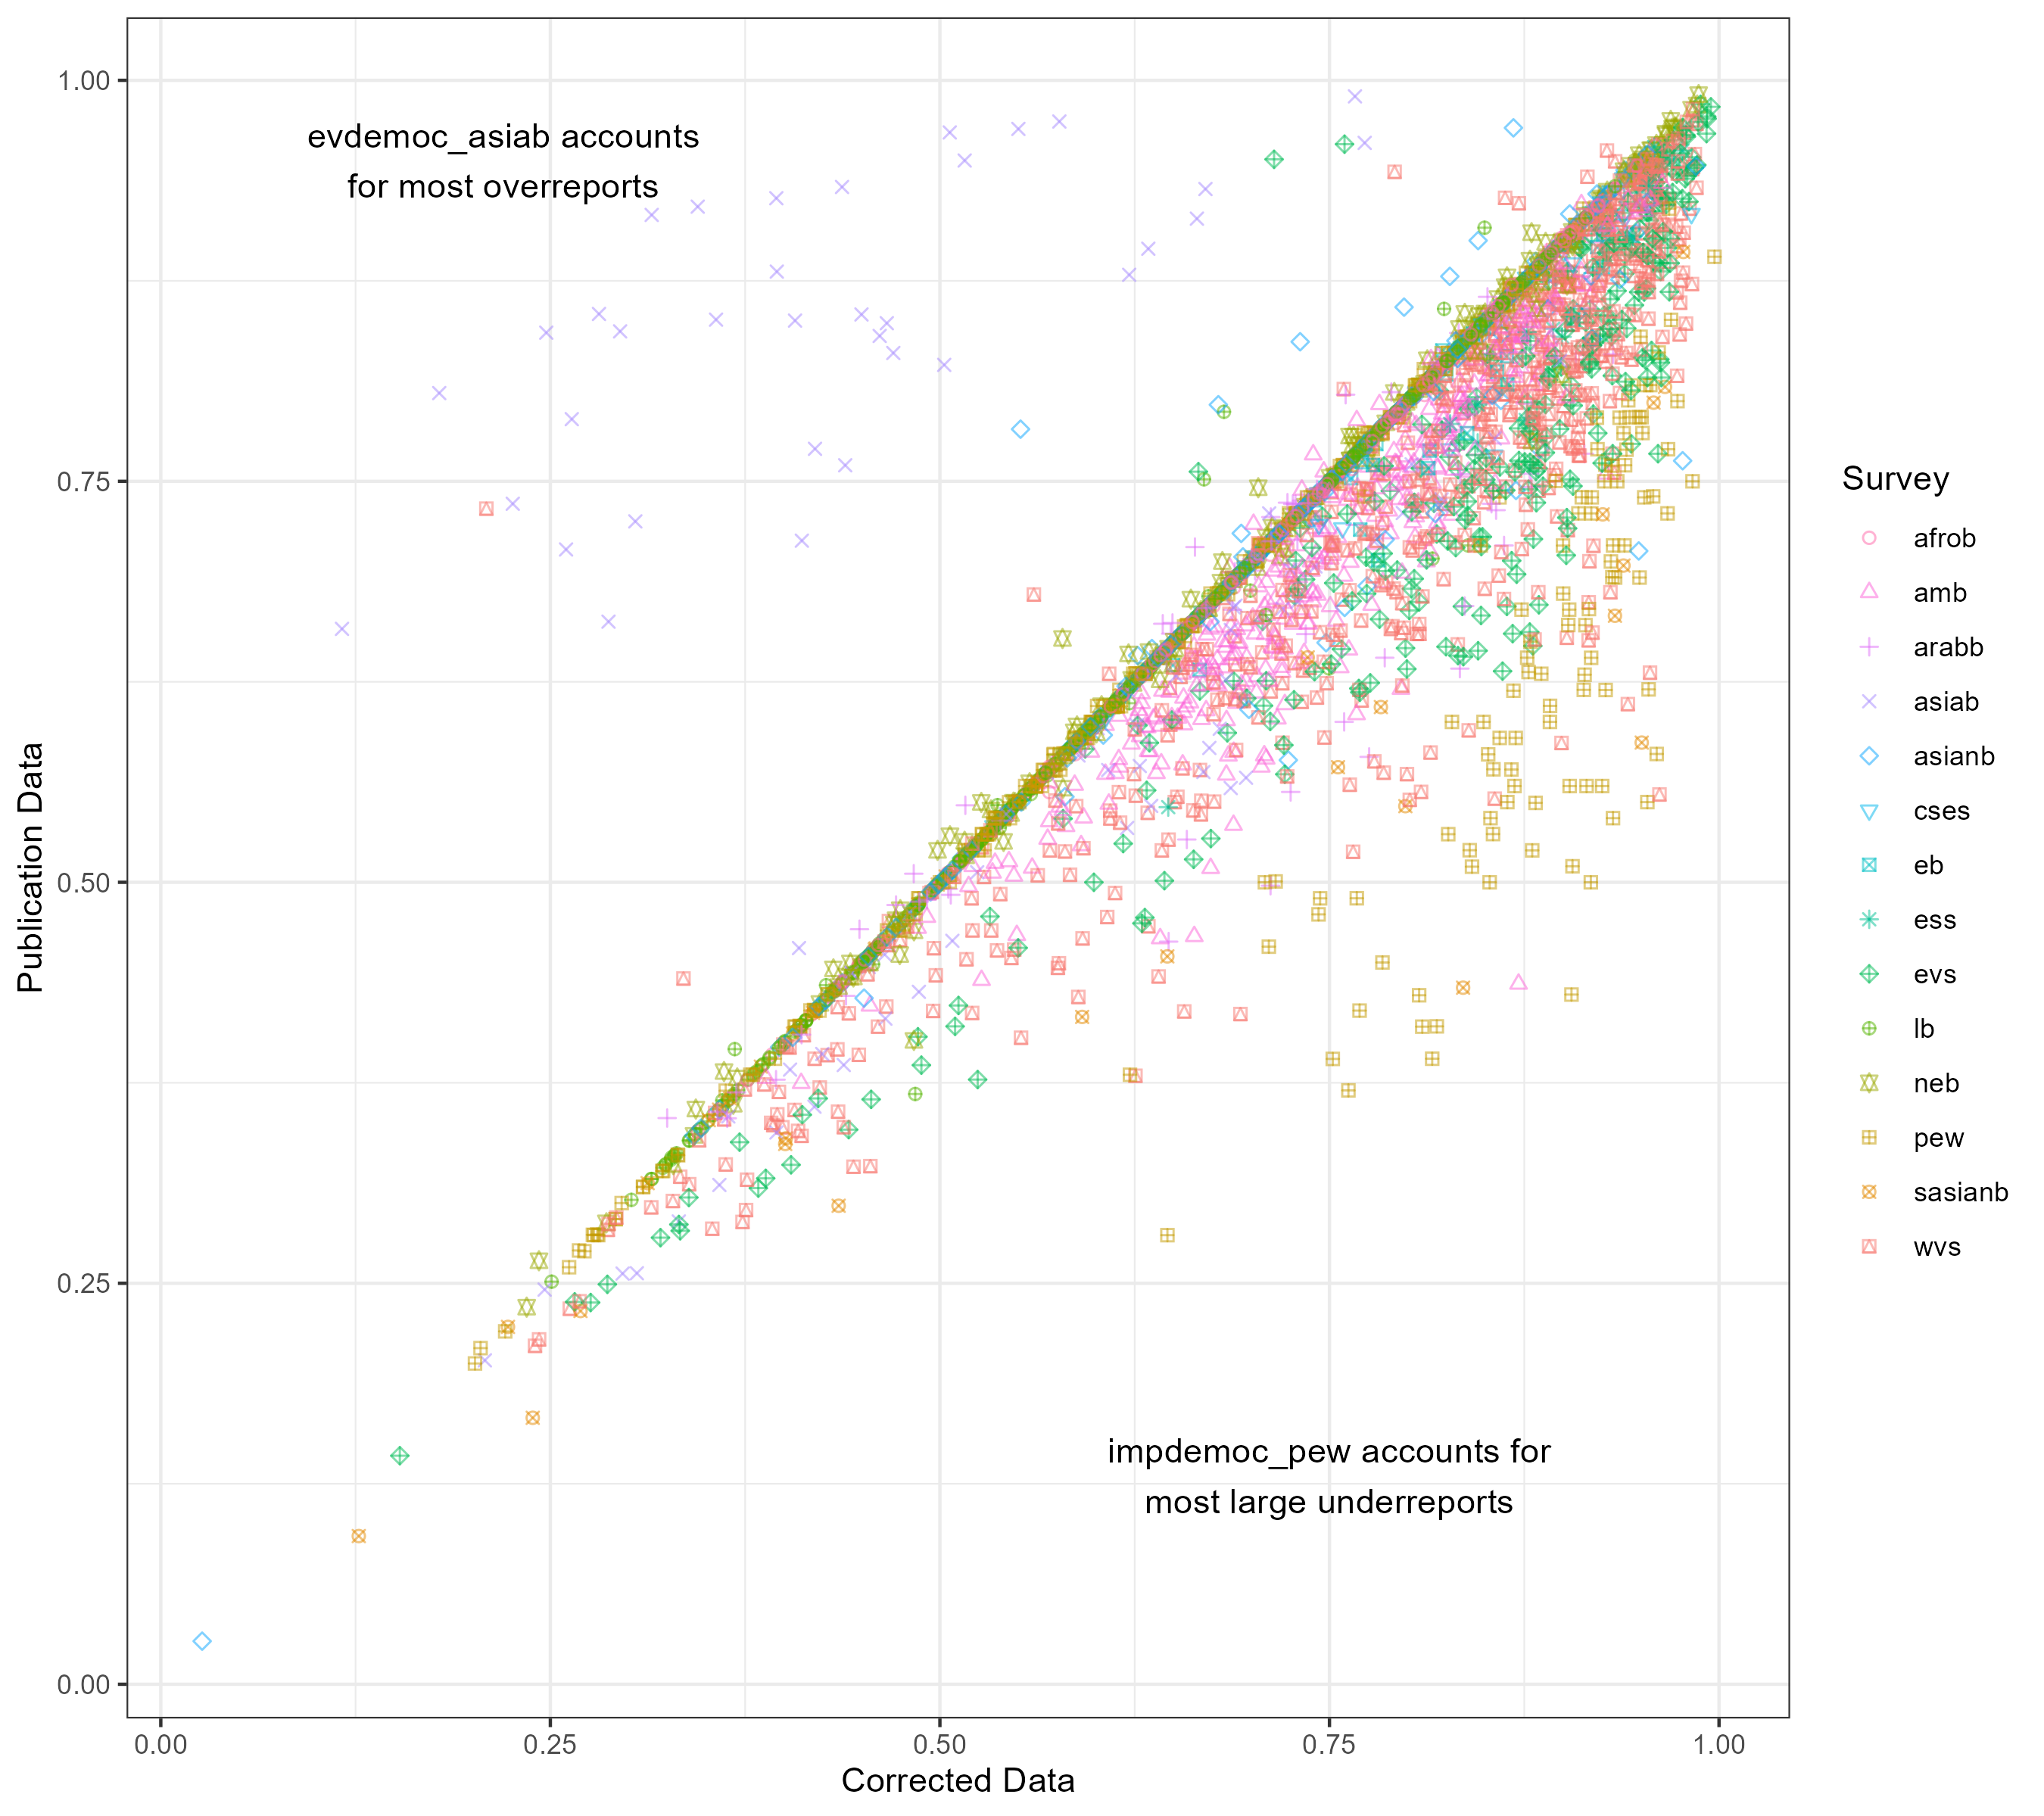 1.00
0.75
0.50
0.25
0.00
Publication Data
evdemoc_asiab accounts
for most overreports
impdemoc_pew accounts for
most large underreports
0.00 0.25 0.50 0.75 1.00
Corrected Data
Survey
afrob
amb
arabb
asiab
asianb
cses
eb
ess
evs
lb
neb
pew
sasianb
wvs